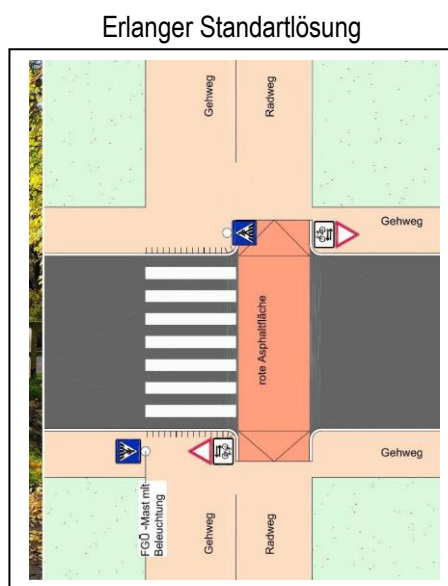 Erlanger Standartlösung
Gehweg
Radweg
Gehweg
rote Asphaltfläche
FGÜ -Mast mit
Beleuchtung
Gehweg
Gehweg
Radweg